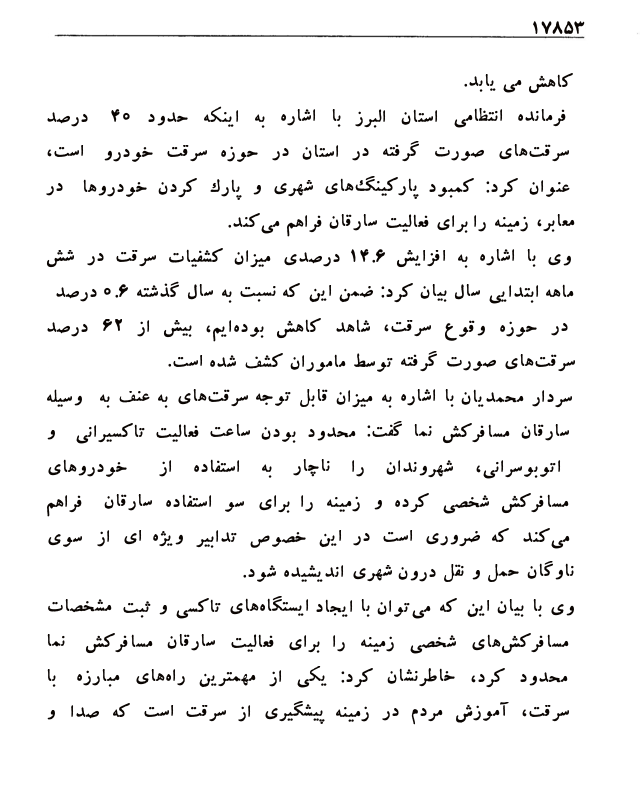 ۱۷۸۵۳
کاهش می یابد.
فرمانده انتظامی استان البرز با اشاره به اینکه حدود ۴۰ درصد
سرقت‌های صورت گرفته در استان در حوزه سرقت خودرو است،
عنوان کرد: کمبود پارکینگ‌های شهری و پارك کردن خودروها در
معابر، زمینه را برای فعالیت سارقان فراهم می‌کند.
وی با اشاره به افزایش ۱۴.۶ درصدی میزان کشفیات سرقت در شش
ماهه ابتدایی سال بیان کرد: ضمن این که نسبت به سال گذشته ۰.۶ درصد
در حوزه وقوع سرقت، شاهد کاهش بوده‌ایم، بیش از ۶۲ درصد
سرقت‌های صورت گرفته توسط ماموران کشف شده است.
سردار محمدیان با اشاره به میزان قابل توجه سرقت‌های به عنف به وسیله
سارقان مسافرکش نما گفت: محدود بودن ساعت فعالیت تاکسیرانی و
اتوبوسرانی، شهروندان را ناچار به استفاده از خودروهای
مسافرکش شخصی کرده و زمینه را برای سو استفاده سارقان فراهم
می‌کند که ضروری است در این خصوص تدابیر ویژه ای از سوی
ناوگان حمل و نقل درون شهری اندیشیده شود.
وی با بیان این که می‌توان با ایجاد ایستگاه‌های تاکسی و ثبت مشخصات
مسافرکش‌های شخصی زمینه را برای فعالیت سارقان مسافرکش نما
محدود کرد، خاطرنشان کرد: یکی از مهمترین راه‌های مبارزه با
سرقت، آموزش مردم در زمینه پیشگیری از سرقت است که صدا و